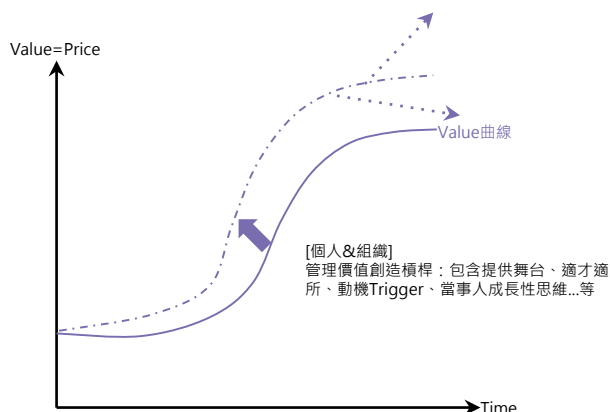 Value=Price
Value曲線
[個人&組織]
管理價值創造槓桿：包含提供舞台、適才適
所、動機Trigger、當事人成長性思維...等
Time